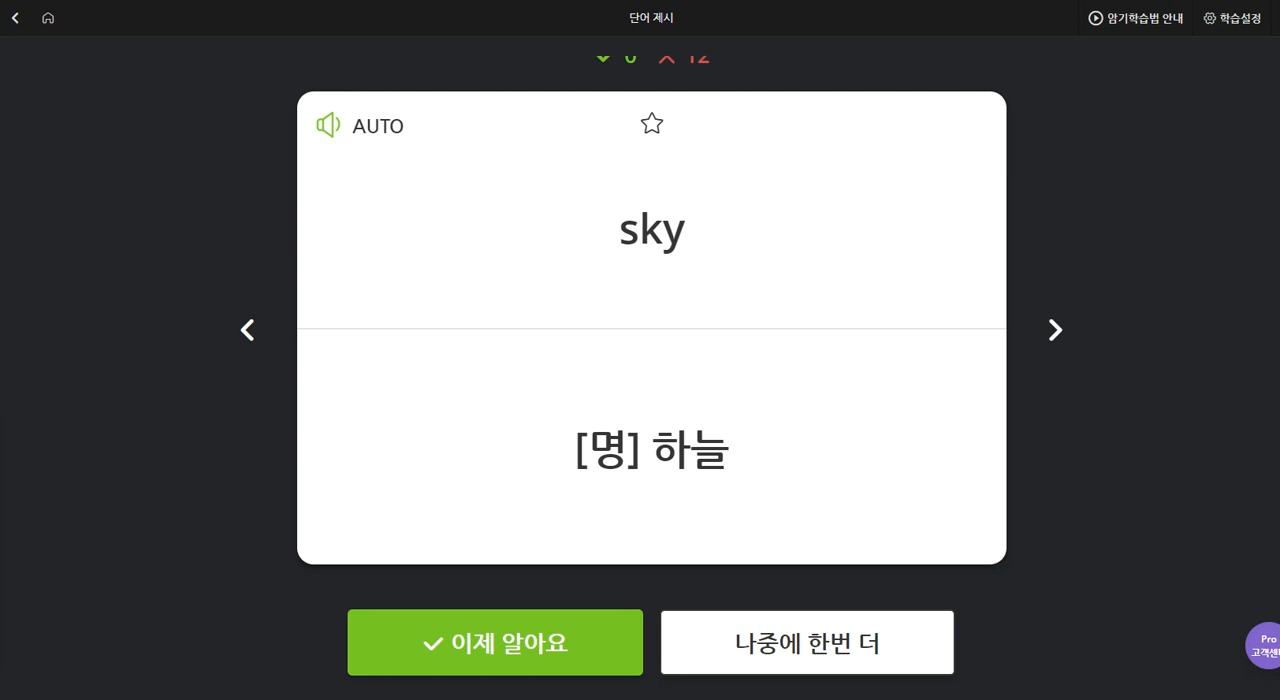 단어 제시
암기학습법 안내
학습설정
AUTO
sky
[명] 하늘
이제 알아요
나중에 한번 더
Pro